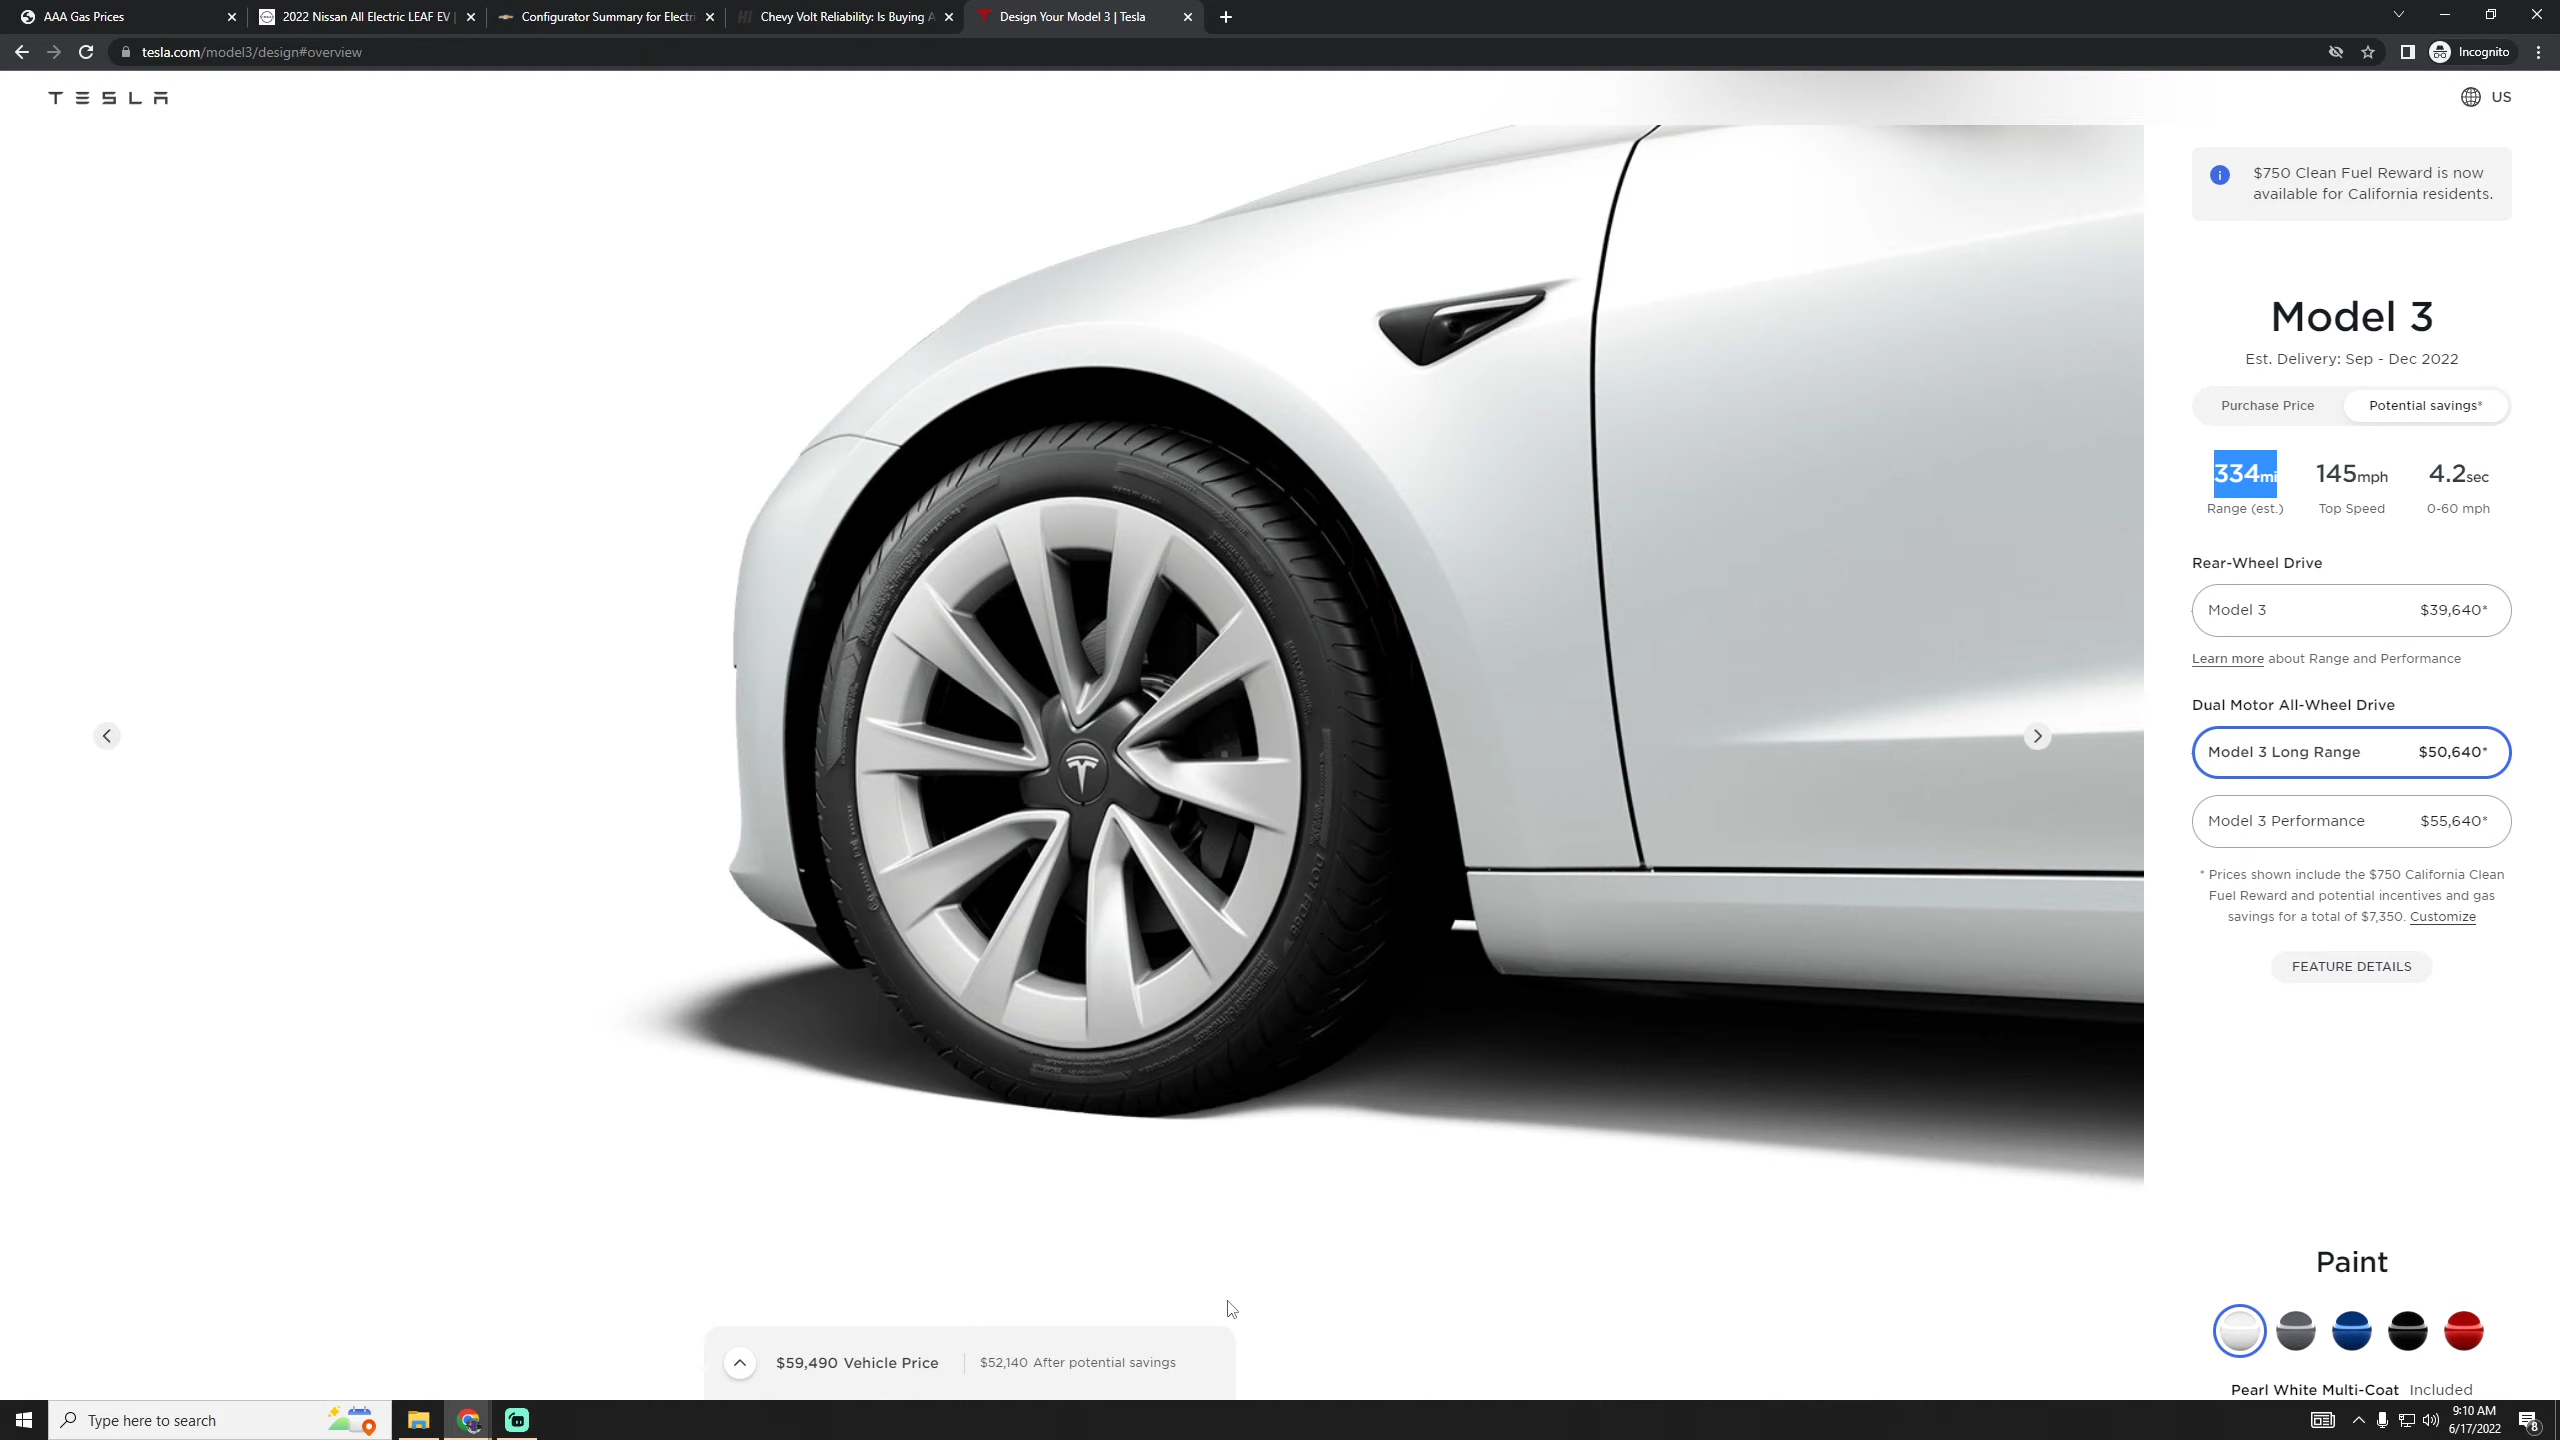 AAA Gas Prices
2022 Nissan All Electric LEAF EV |
Configurator Summary for Electri
Chevy Volt Reliability: Is Buying A
Design Your Model 3 | Tesla
tesla.com/model3/design#overview
Incognito
TESLA
US
$750 Clean Fuel Reward is now
available for California residents.
Model 3
Est. Delivery: Sep - Dec 2022
Purchase Price
Potential savings*
334mi
145mph
4.2sec
Range (est.)
Top Speed
0-60 mph
Rear-Wheel Drive
Model 3
$39,640*
Learn more about Range and Performance
Dual Motor All-Wheel Drive
Model 3 Long Range
$50,640*
Model 3 Performance
$55,640*
* Prices shown include the $750 California Clean
Fuel Reward and potential incentives and gas
savings for a total of $7,350. Customize
FEATURE DETAILS
Paint
$59,490 Vehicle Price
$52,140 After potential savings
Pearl White Multi-Coat Included
Type here to search
9:10 AM
6/17/2022
8